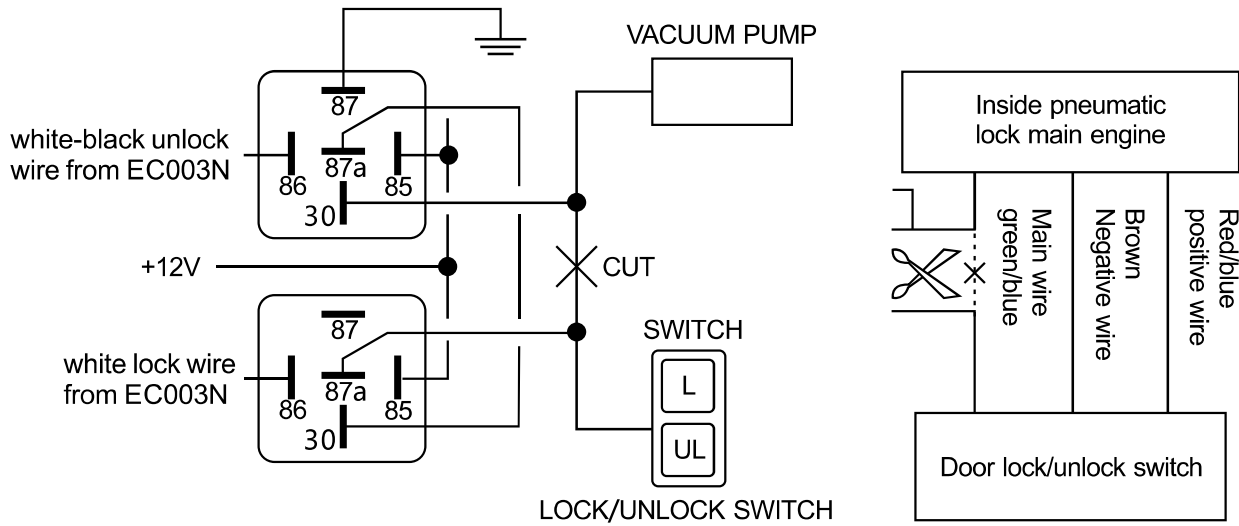 VACUUM PUMP
87
white-black unlock
wire from EC003N
86
87a
85
30
+12V
CUT
87
white lock wire
from EC003N
86
87a
85
30
SWITCH
L
UL
LOCK/UNLOCK SWITCH
Inside pneumatic
lock main engine
Main wire
green/blue
Brown
Negative wire
Red/blue
positive wire
Door lock/unlock switch